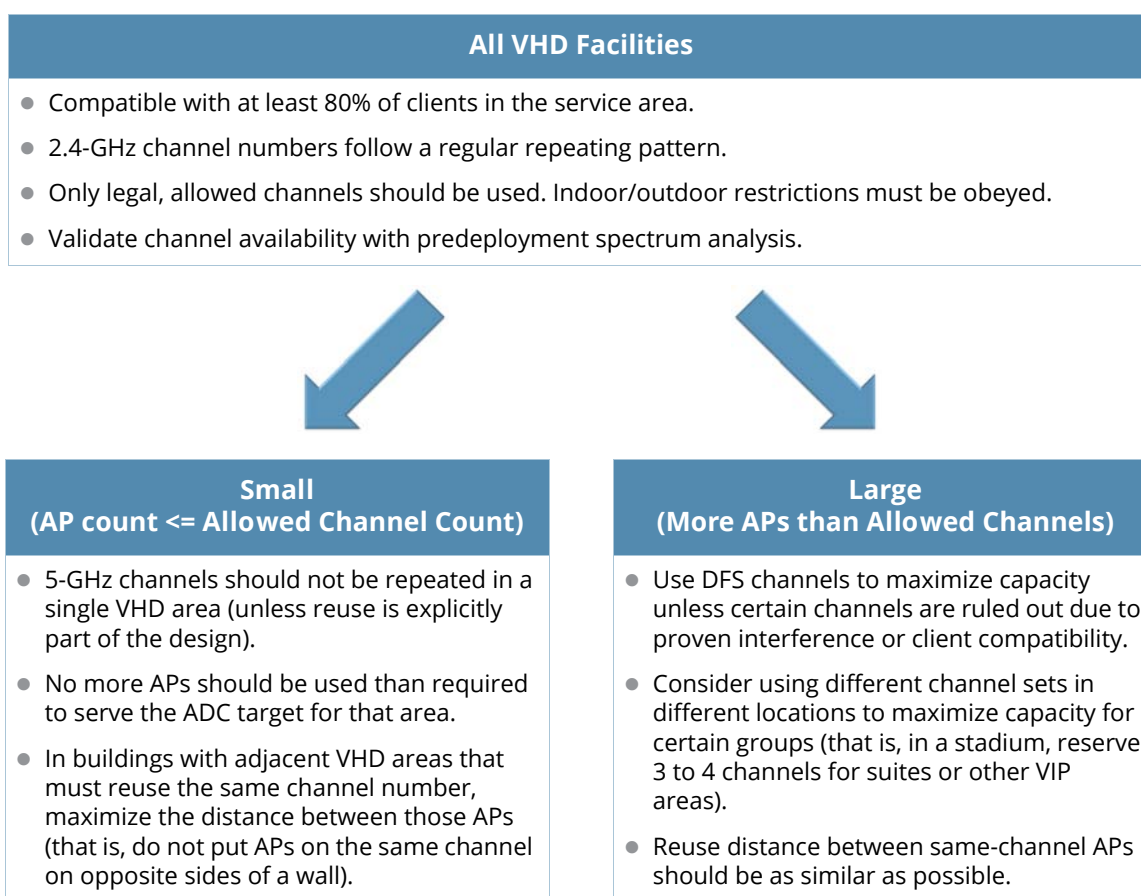 All VHD Facilities
● Compatible with at least 80% of clients in the service area.
● 2.4-GHz channel numbers follow a regular repeating pattern.
● Only legal, allowed channels should be used. Indoor/outdoor restrictions must be obeyed.
● Validate channel availability with predeployment spectrum analysis.
Small
(AP count <= Allowed Channel Count)
● 5-GHz channels should not be repeated in a
single VHD area (unless reuse is explicitly
part of the design).
● No more APs should be used than required
to serve the ADC target for that area.
● In buildings with adjacent VHD areas that
must reuse the same channel number,
maximize the distance between those APs
(that is, do not put APs on the same channel
on opposite sides of a wall).
Large
(More APs than Allowed Channels)
● Use DFS channels to maximize capacity
unless certain channels are ruled out due to
proven interference or client compatibility.
● Consider using different channel sets in
different locations to maximize capacity for
certain groups (that is, in a stadium, reserve
3 to 4 channels for suites or other VIP
areas).
● Reuse distance between same-channel APs
should be as similar as possible.